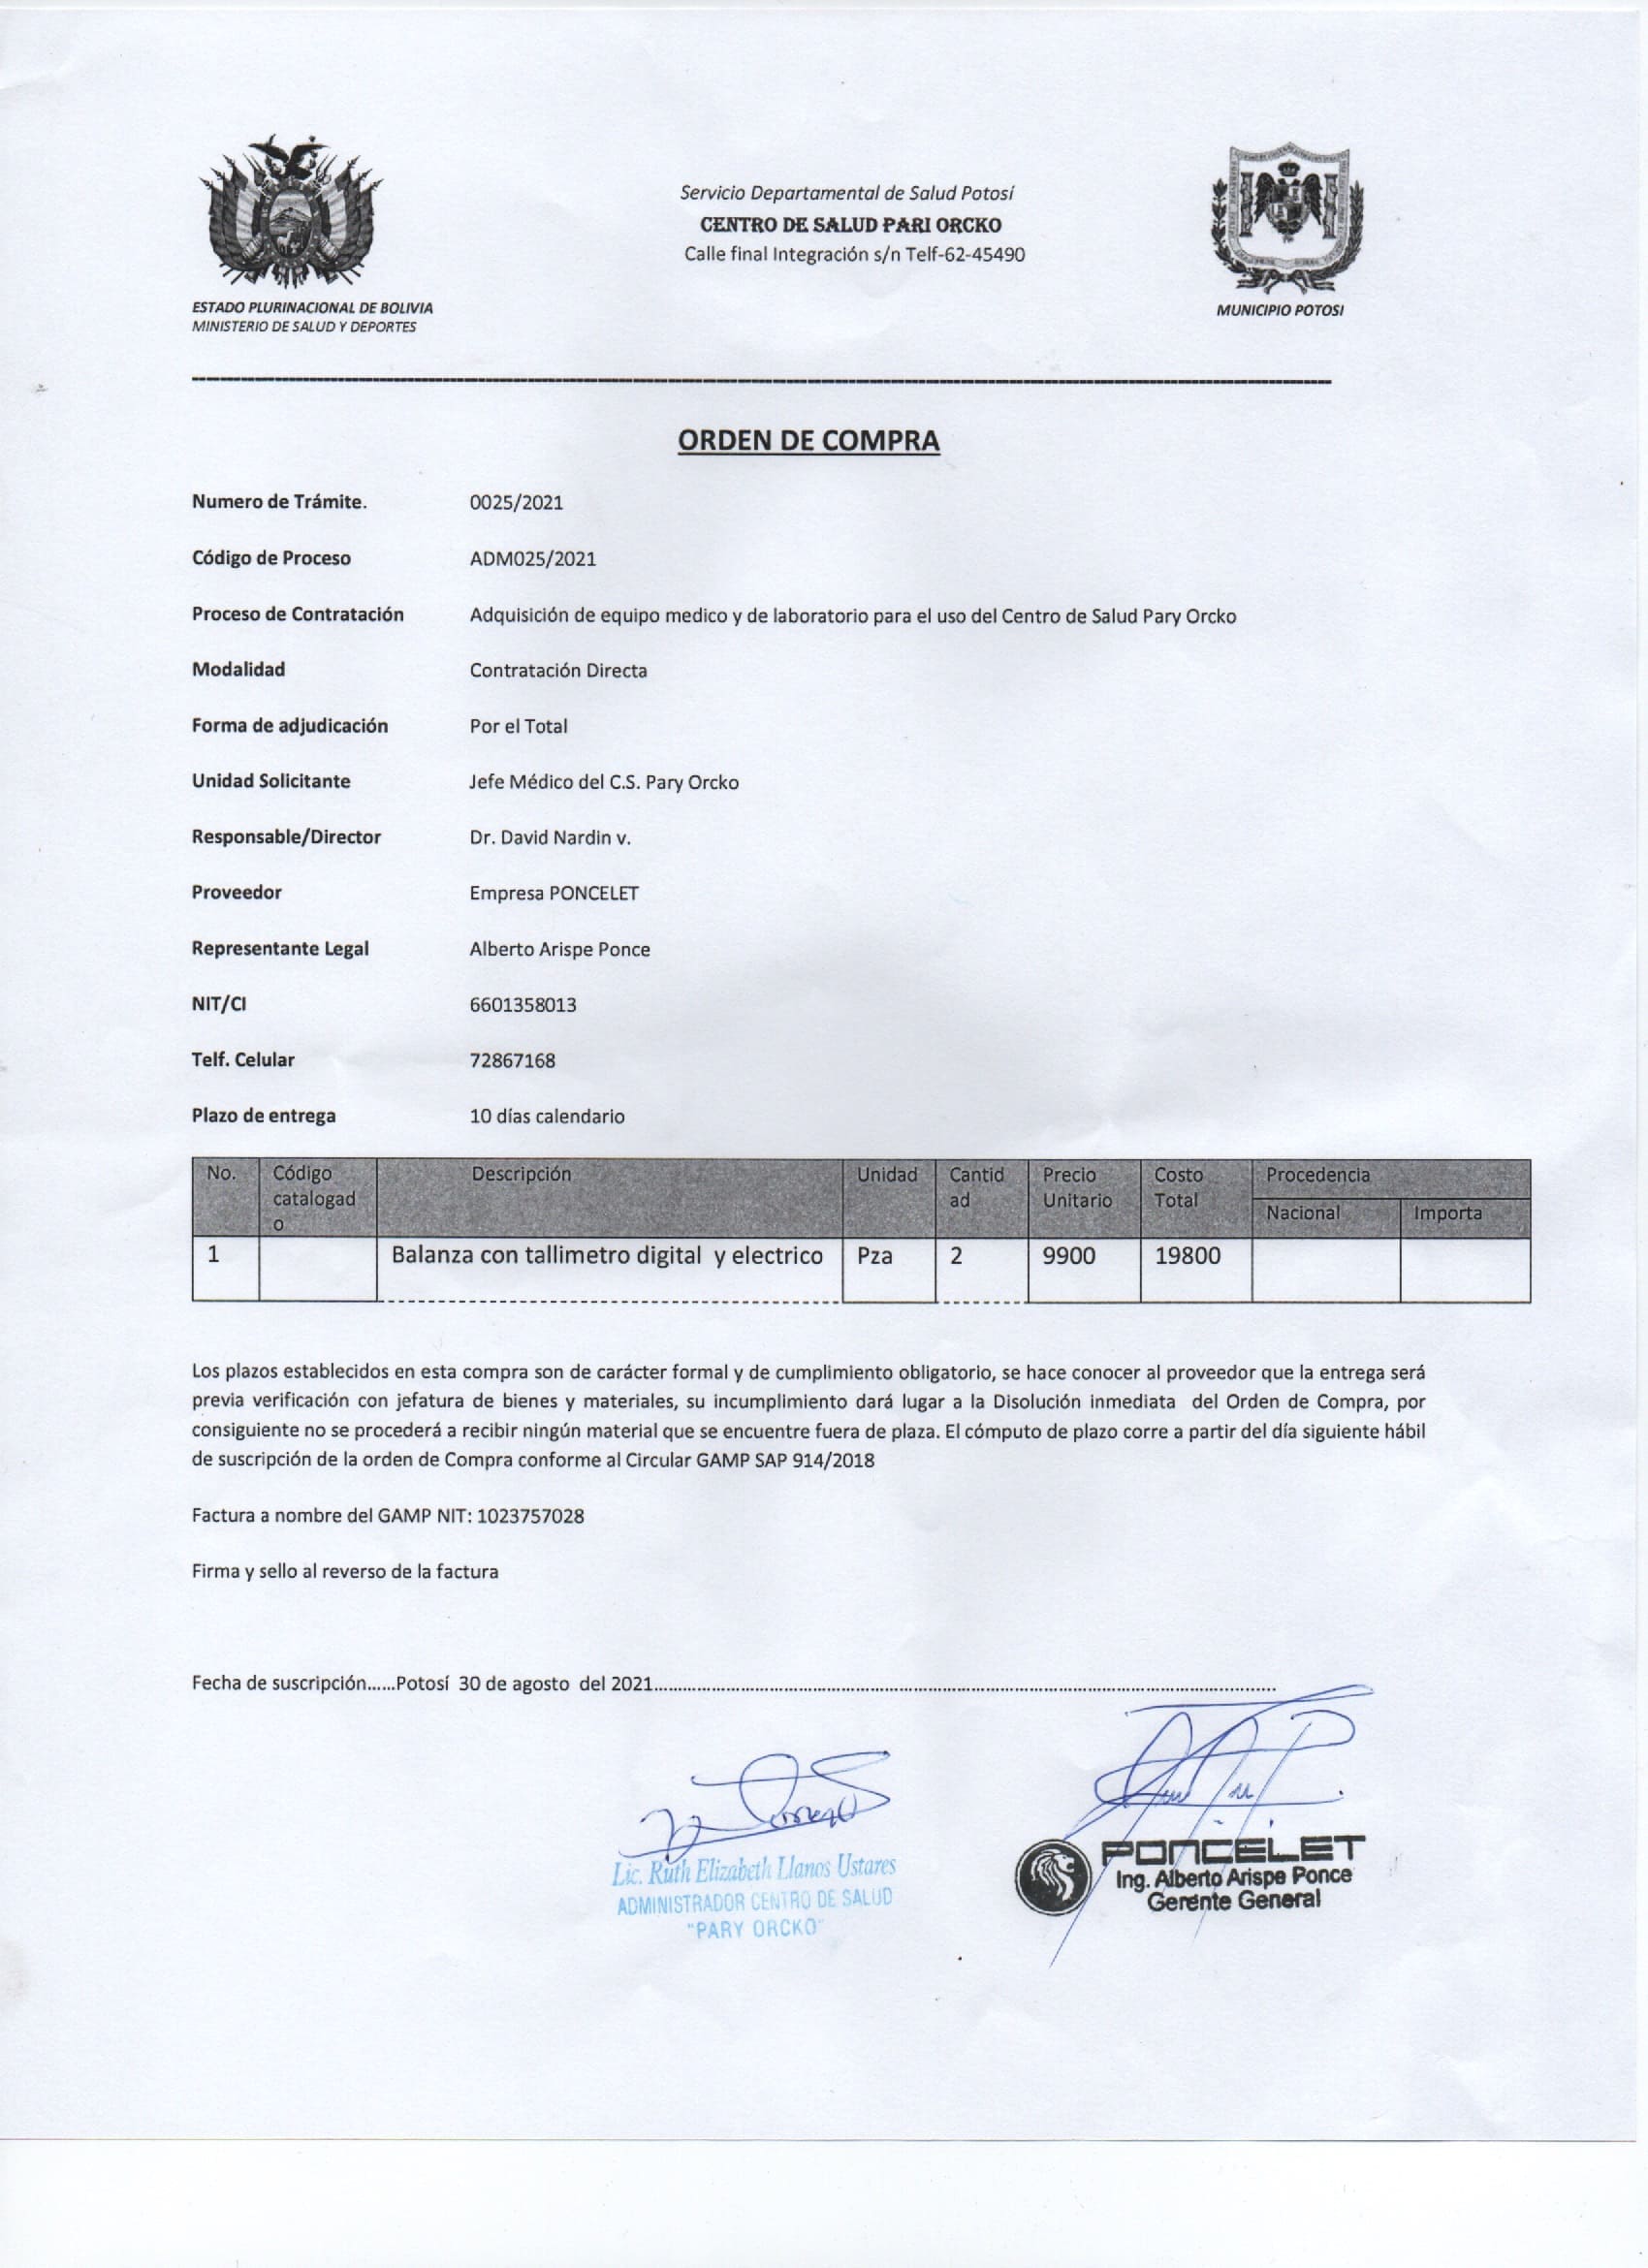 Servicio Departamental de Salud Potosí
CENTRO DE SALUD PARI ORCKO
Calle final Integración s/n Telf-62-45490
ESTADO PLURINACIONAL DE BOLIVIA
MINISTERIO DE SALUD Y DEPORTES
MUNICIPIO POTOSI
ORDEN DE COMPRA
Numero de Trámite. 0025/2021
Código de Proceso ADM025/2021
Proceso de Contratación Adquisición de equipo medico y de laboratorio para el uso del Centro de Salud Pary Orcko
Modalidad Contratación Directa
Forma de adjudicación Por el Total
Unidad Solicitante Jefe Médico del C.S. Pary Orcko
Responsable/Director Dr. David Nardin v.
Proveedor Empresa PONCELET
Representante Legal Alberto Arispe Ponce
NIT/CI 6601358013
Telf. Celular 72867168
Plazo de entrega 10 días calendario
No. Código catalogado Descripción Unidad Cantidad Precio Unitario Costo Total Procedencia
Nacional Importa
1 Balanza con tallimetro digital y electrico Pza 2 9900 19800
Los plazos establecidos en esta compra son de carácter formal y de cumplimiento obligatorio, se hace conocer al proveedor que la entrega será
previa verificación con jefatura de bienes y materiales, su incumplimiento dará lugar a la Disolución inmediata del Orden de Compra, por
consiguiente no se procederá a recibir ningún material que se encuentre fuera de plaza. El cómputo de plazo corre a partir del día siguiente hábil
de suscripción de la orden de Compra conforme al Circular GAMP SAP 914/2018
Factura a nombre del GAMP NIT: 1023757028
Firma y sello al reverso de la factura
Fecha de suscripción......Potosí 30 de agosto del 2021...............................................................................................
Lic. Ruth Elizabeth Llanos Ustares
ADMINISTRADOR CENTRO DE SALUD
"PARY ORCKO"
PONCELET
Ing. Alberto Arispe Ponce
Gerente General